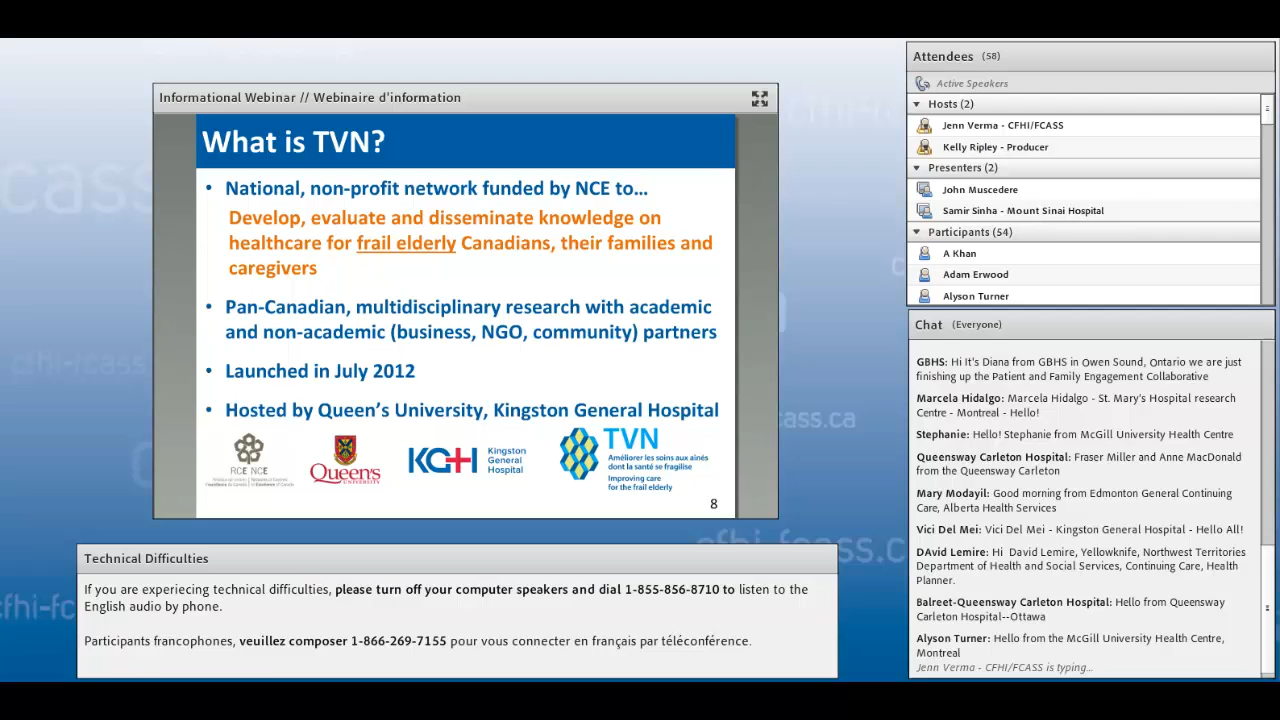 Informational Webinar // Webinaire d'information
What is TVN?
• National, non-profit network funded by NCE to…
Develop, evaluate and disseminate knowledge on
healthcare for frail elderly Canadians, their families and
caregivers
• Pan-Canadian, multidisciplinary research with academic
and non-academic (business, NGO, community) partners
• Launched in July 2012
• Hosted by Queen's University, Kingston General Hospital
RCE NCE
Queen's
UNIVERSITY
KGH
Kingston
General
Hospital
TVN
Améliorer les soins aux aînés
dont la santé se fragilise
Improving care
for the frail elderly
8
Technical Difficulties
If you are experiecing technical difficulties, please turn off your computer speakers and dial 1-855-856-8710 to listen to the
English audio by phone.
Participants francophones, veuillez composer 1-866-269-7155 pour vous connecter en français par téléconférence.
Attendees (58)
Active Speakers
Hosts (2)
Jenn Verma - CFHI/FCASS
Kelly Ripley - Producer
Presenters (2)
John Muscedere
Samir Sinha - Mount Sinai Hospital
Participants (54)
A Khan
Adam Erwood
Alyson Turner
Chat (Everyone)
GBHS: Hi It's Diana from GBHS in Owen Sound, Ontario we are just
finishing up the Patient and Family Engagement Collaborative
Marcela Hidalgo: Marcela Hidalgo - St. Mary's Hospital research
Centre - Montreal - Hello!
Stephanie: Hello! Stephanie from McGill University Health Centre
Queensway Carleton Hospital: Fraser Miller and Anne MacDonald
from the Queensway Carleton
Mary Modayil: Good morning from Edmonton General Continuing
Care, Alberta Health Services
Vici Del Mei: Vici Del Mei - Kingston General Hospital - Hello All!
DAvid Lemire: Hi David Lemire, Yellowknife, Northwest Territories
Department of Health and Social Services, Continuing Care, Health
Planner.
Balreet-Queensway Carleton Hospital: Hello from Queensway
Carleton Hospital--Ottawa
Alyson Turner: Hello from the McGill University Health Centre,
Montreal
Jenn Verma - CFHI/FCASS is typing...